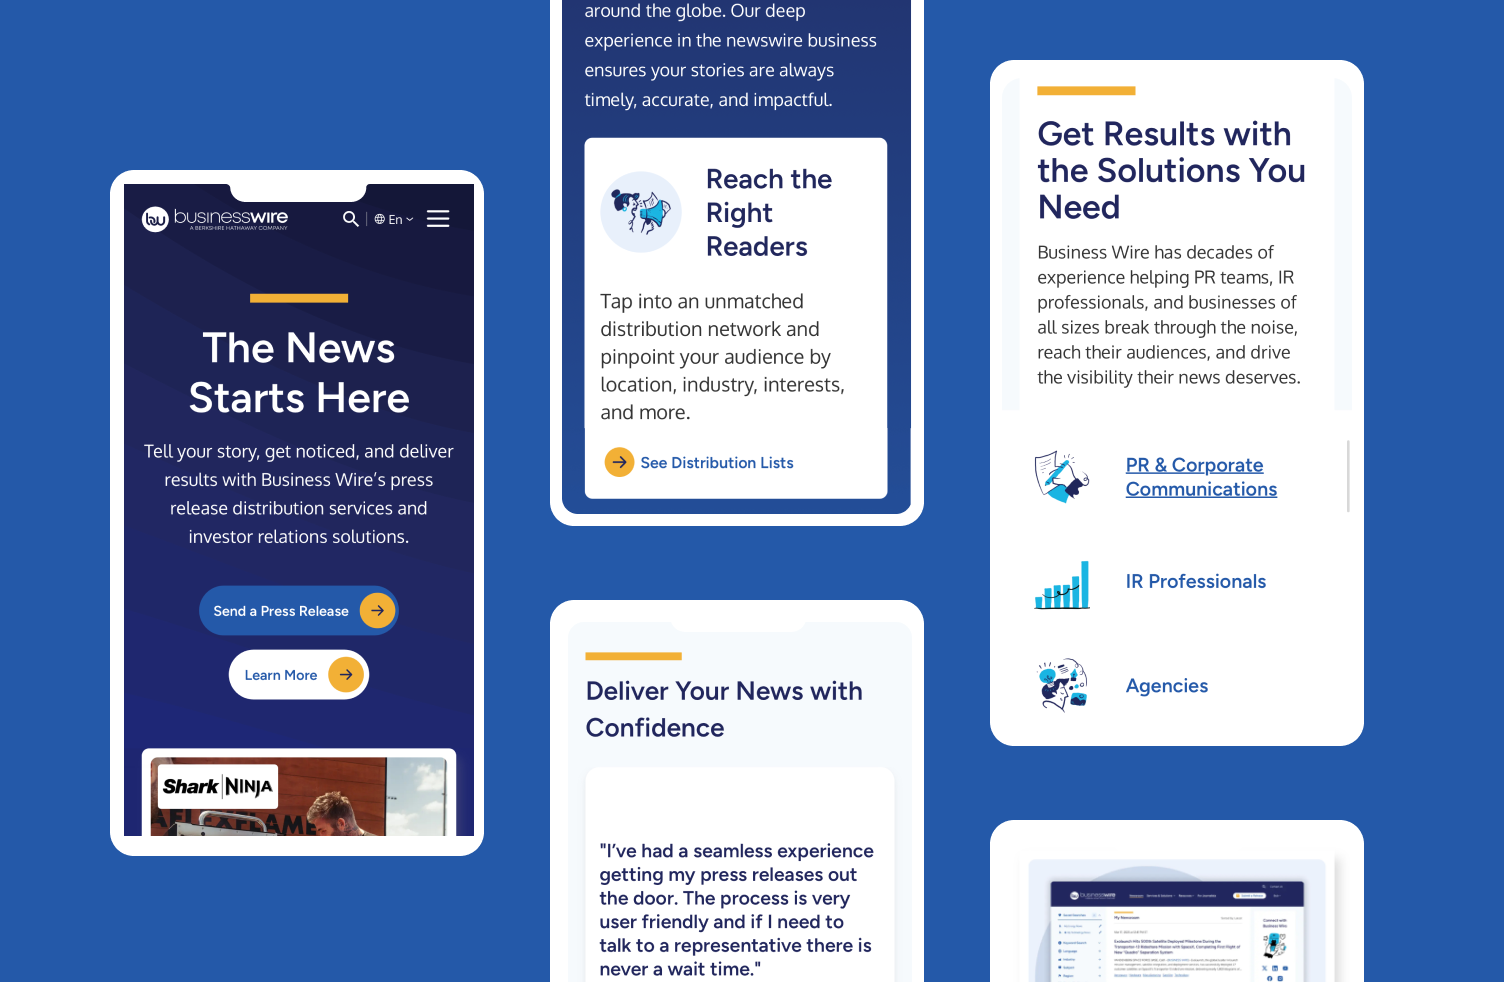 businesswire
A BERKSHIRE HATHAWAY COMPANY
En
The News
Starts Here
Tell your story, get noticed, and deliver
results with Business Wire's press
release distribution services and
investor relations solutions.
Send a Press Release
Learn More
Shark NINJA
around the globe. Our deep
experience in the newswire business
ensures your stories are always
timely, accurate, and impactful.
Reach the
Right
Readers
Tap into an unmatched
distribution network and
pinpoint your audience by
location, industry, interests,
and more.
See Distribution Lists
Deliver Your News with
Confidence
"I've had a seamless experience
getting my press releases out
the door. The process is very
user friendly and if I need to
talk to a representative there is
never a wait time."
Get Results with
the Solutions You
Need
Business Wire has decades of
experience helping PR teams, IR
professionals, and businesses of
all sizes break through the noise,
reach their audiences, and drive
the visibility their news deserves.
PR & Corporate
Communications
IR Professionals
Agencies
businesswire
My Newsroom
Connect with
Business Wire